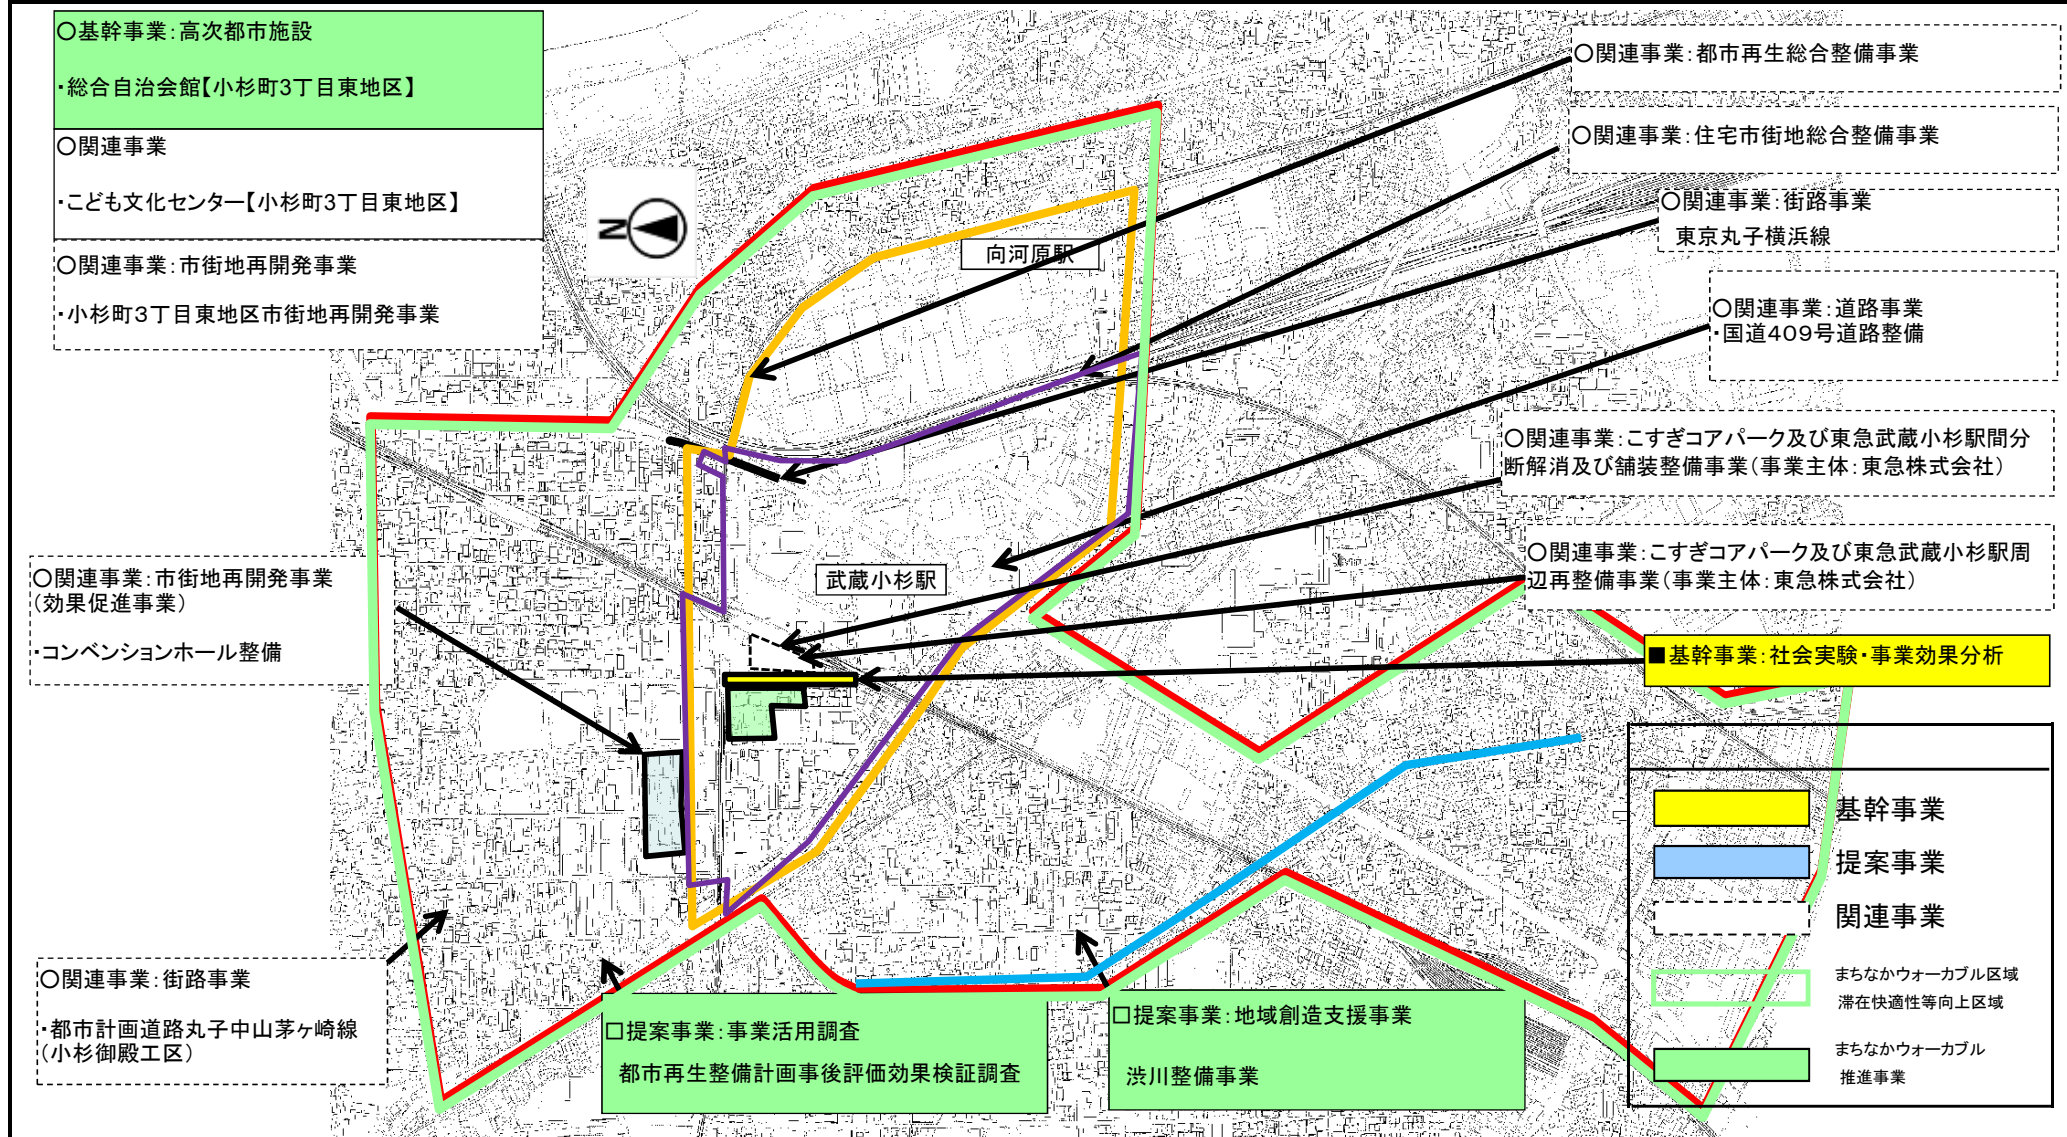 〇基幹事業：高次都市施設
・総合自治会館【小杉町3丁目東地区】
〇関連事業
・こども文化センター【小杉町3丁目東地区】
〇関連事業：市街地再開発事業
・小杉町3丁目東地区市街地再開発事業
N
向河原駅
武蔵小杉駅
〇関連事業：都市再生総合整備事業
〇関連事業：住宅市街地総合整備事業
〇関連事業：街路事業
東京丸子横浜線
〇関連事業：道路事業
・国道409号道路整備
〇関連事業：こすぎコアパーク及び東急武蔵小杉駅間分
断解消及び舗装整備事業（事業主体：東急株式会社）
〇関連事業：こすぎコアパーク及び東急武蔵小杉駅周
辺再整備事業（事業主体：東急株式会社）
■基幹事業：社会実験・事業効果分析
〇関連事業：市街地再開発事業
（効果促進事業）
・コンベンションホール整備
〇関連事業：街路事業
・都市計画道路丸子中山茅ヶ崎線
（小杉御殿工区）
□提案事業：事業活用調査
都市再生整備計画事後評価効果検証調査
□提案事業：地域創造支援事業
渋川整備事業
基幹事業
提案事業
関連事業
まちなかウォーカブル区域
滞在快適性等向上区域
まちなかウォーカブル
推進事業